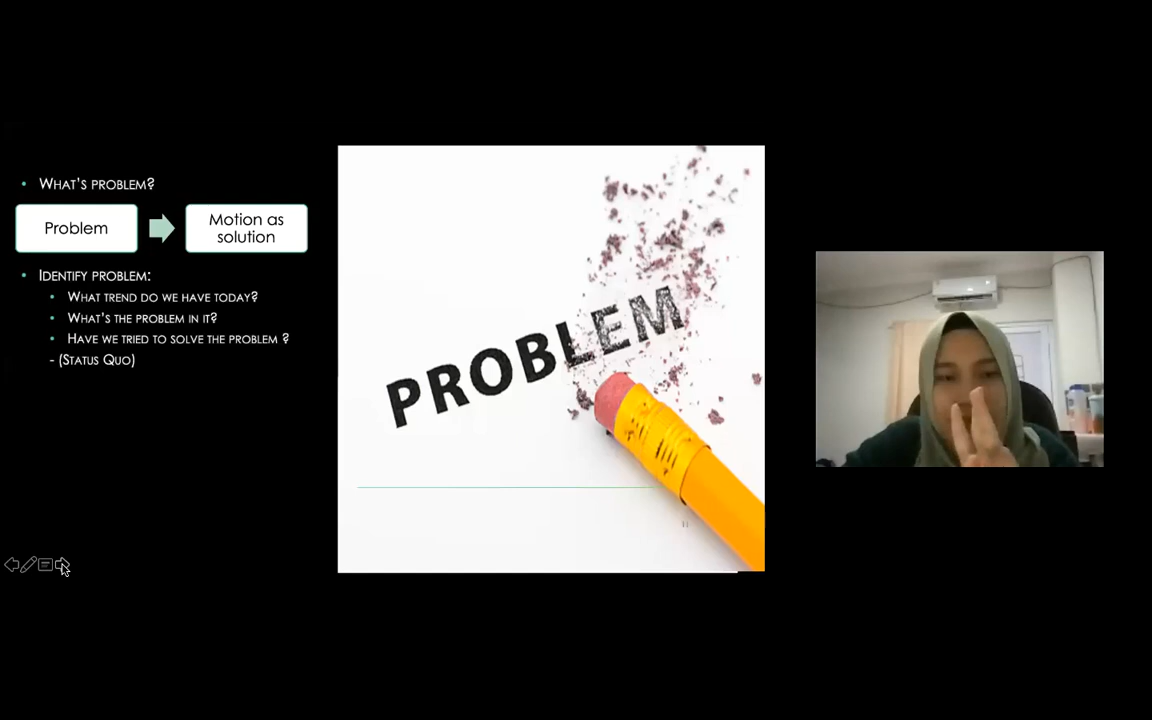 What's problem?
Problem
Motion as
solution
Identify problem:
What trend do we have today?
What's the problem in it?
Have we tried to solve the problem ?
- (Status Quo)
PROBLEM